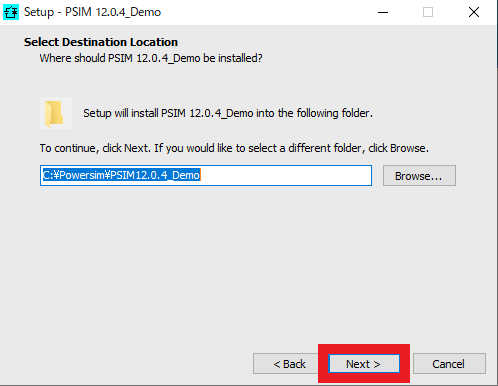 Setup - PSIM 12.0.4_Demo
Select Destination Location
Where should PSIM 12.0.4_Demo be installed?
Setup will install PSIM 12.0.4_Demo into the following folder.
To continue, click Next. If you would like to select a different folder, click Browse.
C:¥Powersim¥PSIM12.0.4_Demo
Browse...
< Back
Next >
Cancel